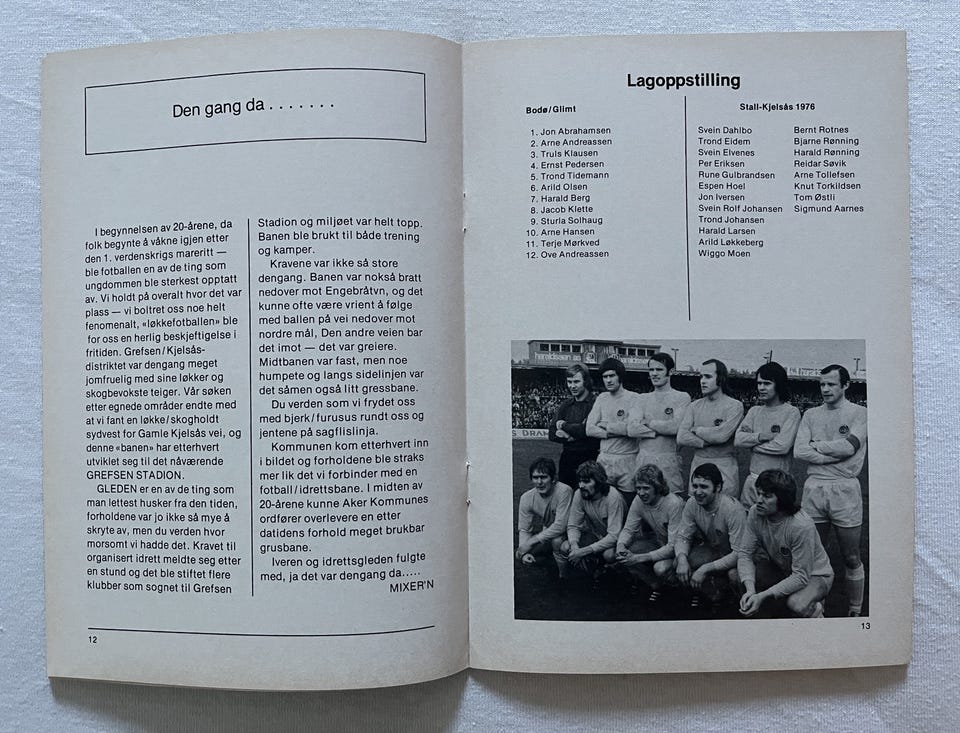 Den gang da . . . . . . .
I begynnelsen av 20-årene, da
folk begynte å våkne igjen etter
den 1. verdenskrigs mareritt —
ble fotballen en av de ting som
ungdommen ble sterkest opptatt
av. Vi holdt på overalt hvor det var
plass — vi boltret oss noe helt
fenomenalt, «løkkefotballen» ble
for oss en herlig beskjeftigelse i
fritiden. Grefsen/Kjelsås-
distriktet var dengang meget
jomfruelig med sine løkker og
skogbevokste teiger. Vår søken
etter egnede områder endte med
at vi fant en løkke/skogholt
sydvest for Gamle Kjelsås vei, og
denne «banen» har etterhvert
utviklet seg til det nåværende
GREFSEN STADION.
GLEDEN er en av de ting som
man lettest husker fra den tiden,
forholdene var jo ikke så mye å
skryte av, men du verden hvor
morsomt vi hadde det. Kravet til
organisert idrett meldte seg etter
en stund og det ble stiftet flere
klubber som sognet til Grefsen
Stadion og miljøet var helt topp.
Banen ble brukt til både trening
og kamper.
Kravene var ikke så store
dengang. Banen var nokså bratt
nedover mot Engebråtvn, og det
kunne ofte være vrient å følge
med ballen på vei nedover mot
nordre mål, Den andre veien bar
det imot — det var greiere.
Midtbanen var fast, men noe
humpete og langs sidelinjen var
det såmen også litt gressbane.
Du verden som vi frydet oss
med bjerk/furusus rundt oss og
jentene på sagflislinja.
Kommunen kom etterhvert inn
i bildet og forholdene ble straks
mer lik det vi forbinder med en
fotball/idrettsbane. I midten av
20-årene kunne Aker Kommunes
ordfører overlevere en etter
datidens forhold meget brukbar
grusbane.
Iveren og idrettsgleden fulgte
med, ja det var dengang da.....
MIXER'N
12
Lagoppstilling
Bodø/Glimt
1. Jon Abrahamsen
2. Arne Andreassen
3. Truls Klausen
4. Ernst Pedersen
5. Trond Tidemann
6. Arild Olsen
7. Harald Berg
8. Jacob Klette
9. Sturla Solhaug
10. Arne Hansen
11. Terje Mørkved
12. Ove Andreassen
Stall-Kjelsås 1976
Svein Dahlbo
Trond Eidem
Svein Elvenes
Per Eriksen
Rune Gulbrandsen
Espen Hoel
Jon Iversen
Svein Rolf Johansen
Trond Johansen
Harald Larsen
Arild Løkkeberg
Wiggo Moen
Bernt Rotnes
Bjarne Rønning
Harald Rønning
Reidar Søvik
Arne Tollefsen
Knut Torkildsen
Tom Østli
Sigmund Aarnes
13